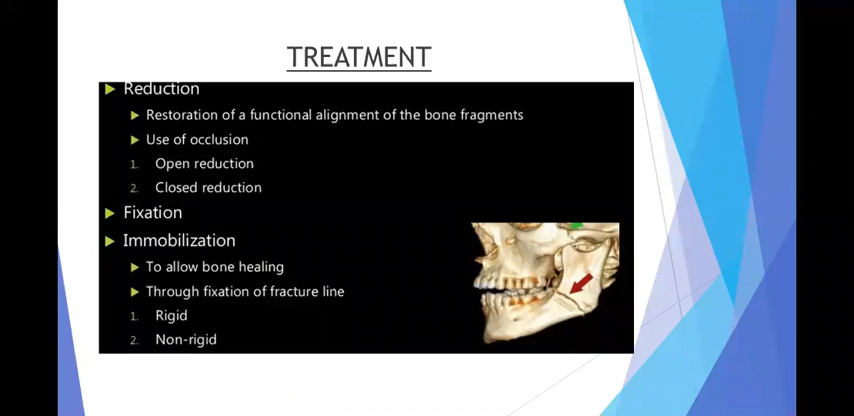 TREATMENT
Reduction
Restoration of a functional alignment of the bone fragments
Use of occlusion
1. Open reduction
2. Closed reduction
Fixation
Immobilization
To allow bone healing
Through fixation of fracture line
1. Rigid
2. Non-rigid